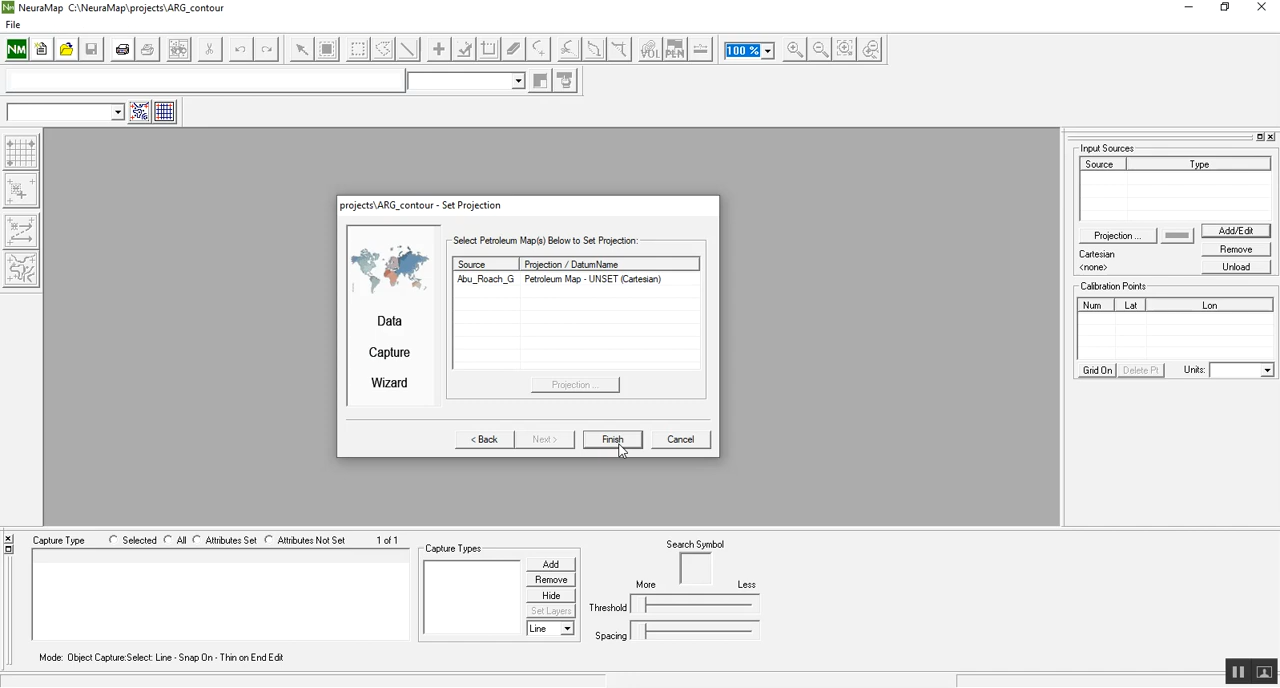 NeuraMap C:\NeuraMap\projects\ARG_contour
File
NM
VOL
PLN
100 %
projects\ARG_contour - Set Projection
Select Petroleum Map(s) Below to Set Projection:
Source Projection / DatumName
Abu_Roach_G Petroleum Map - UNSET (Cartesian)
Data
Capture
Wizard
Projection ...
< Back Next > Finish Cancel
Input Sources
Source Type
Projection ... Add/Edit
Cartesian Remove
<none> Unload
Calibration Points
Num Lat Lon
Grid On Delete Pt Units:
Capture Type Selected All Attributes Set Attributes Not Set 1 of 1
Capture Types
Add
Remove
Hide
Set Layers
Line
Search Symbol
More Less
Threshold
Spacing
Mode: Object Capture:Select: Line - Snap On - Thin on End Edit